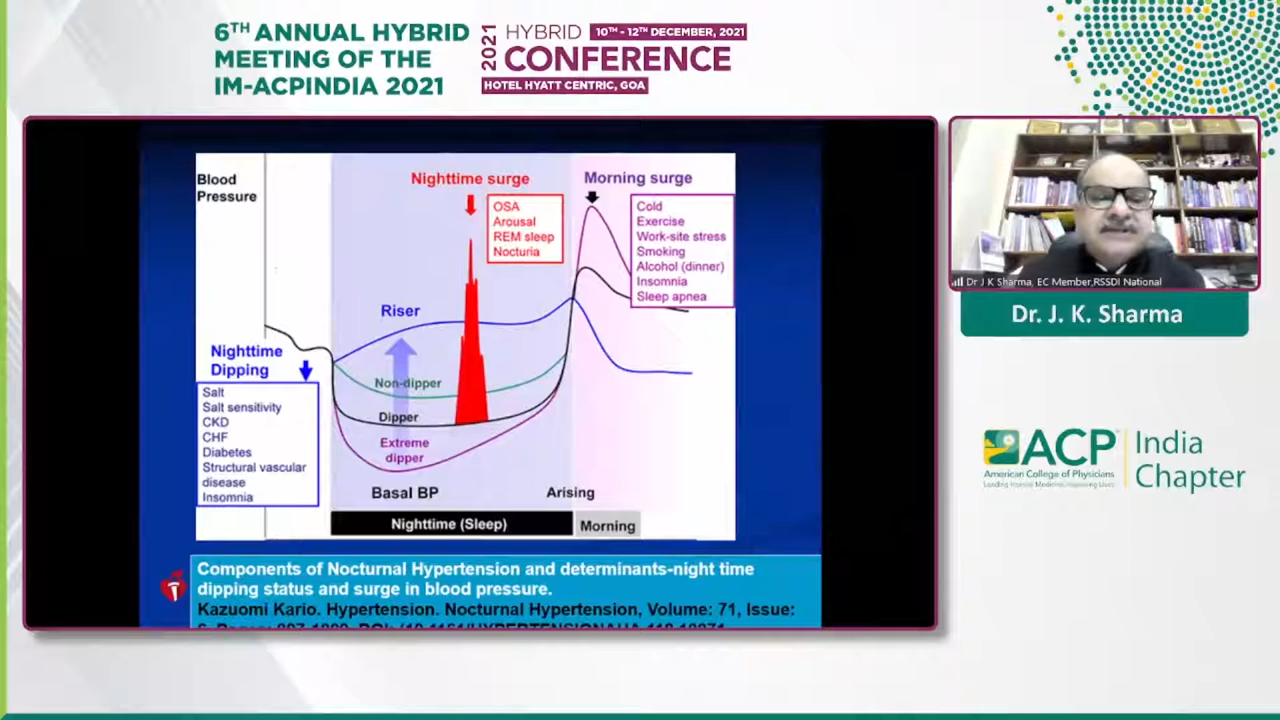 6TH ANNUAL HYBRID
MEETING OF THE
IM-ACPINDIA 2021
2021
HYBRID
10TH - 12TH DECEMBER, 2021
CONFERENCE
HOTEL HYATT CENTRIC, GOA
Blood
Pressure
Nighttime surge
OSA
Arousal
REM sleep
Nocturia
Morning surge
Cold
Exercise
Work-site stress
Smoking
Alcohol (dinner)
Insomnia
Sleep apnea
Riser
Nighttime
Dipping
Salt
Salt sensitivity
CKD
CHF
Diabetes
Structural vascular
disease
Insomnia
Non-dipper
Dipper
Extreme
dipper
Basal BP
Arising
Nighttime (Sleep)
Morning
Components of Nocturnal Hypertension and determinants-night time
dipping status and surge in blood pressure.
Kazuomi Kario. Hypertension. Nocturnal Hypertension, Volume: 71, Issue:
Dr J K Sharma, EC Member,RSSDI National
Dr. J. K. Sharma
ACP
American College of Physicians
India
Chapter